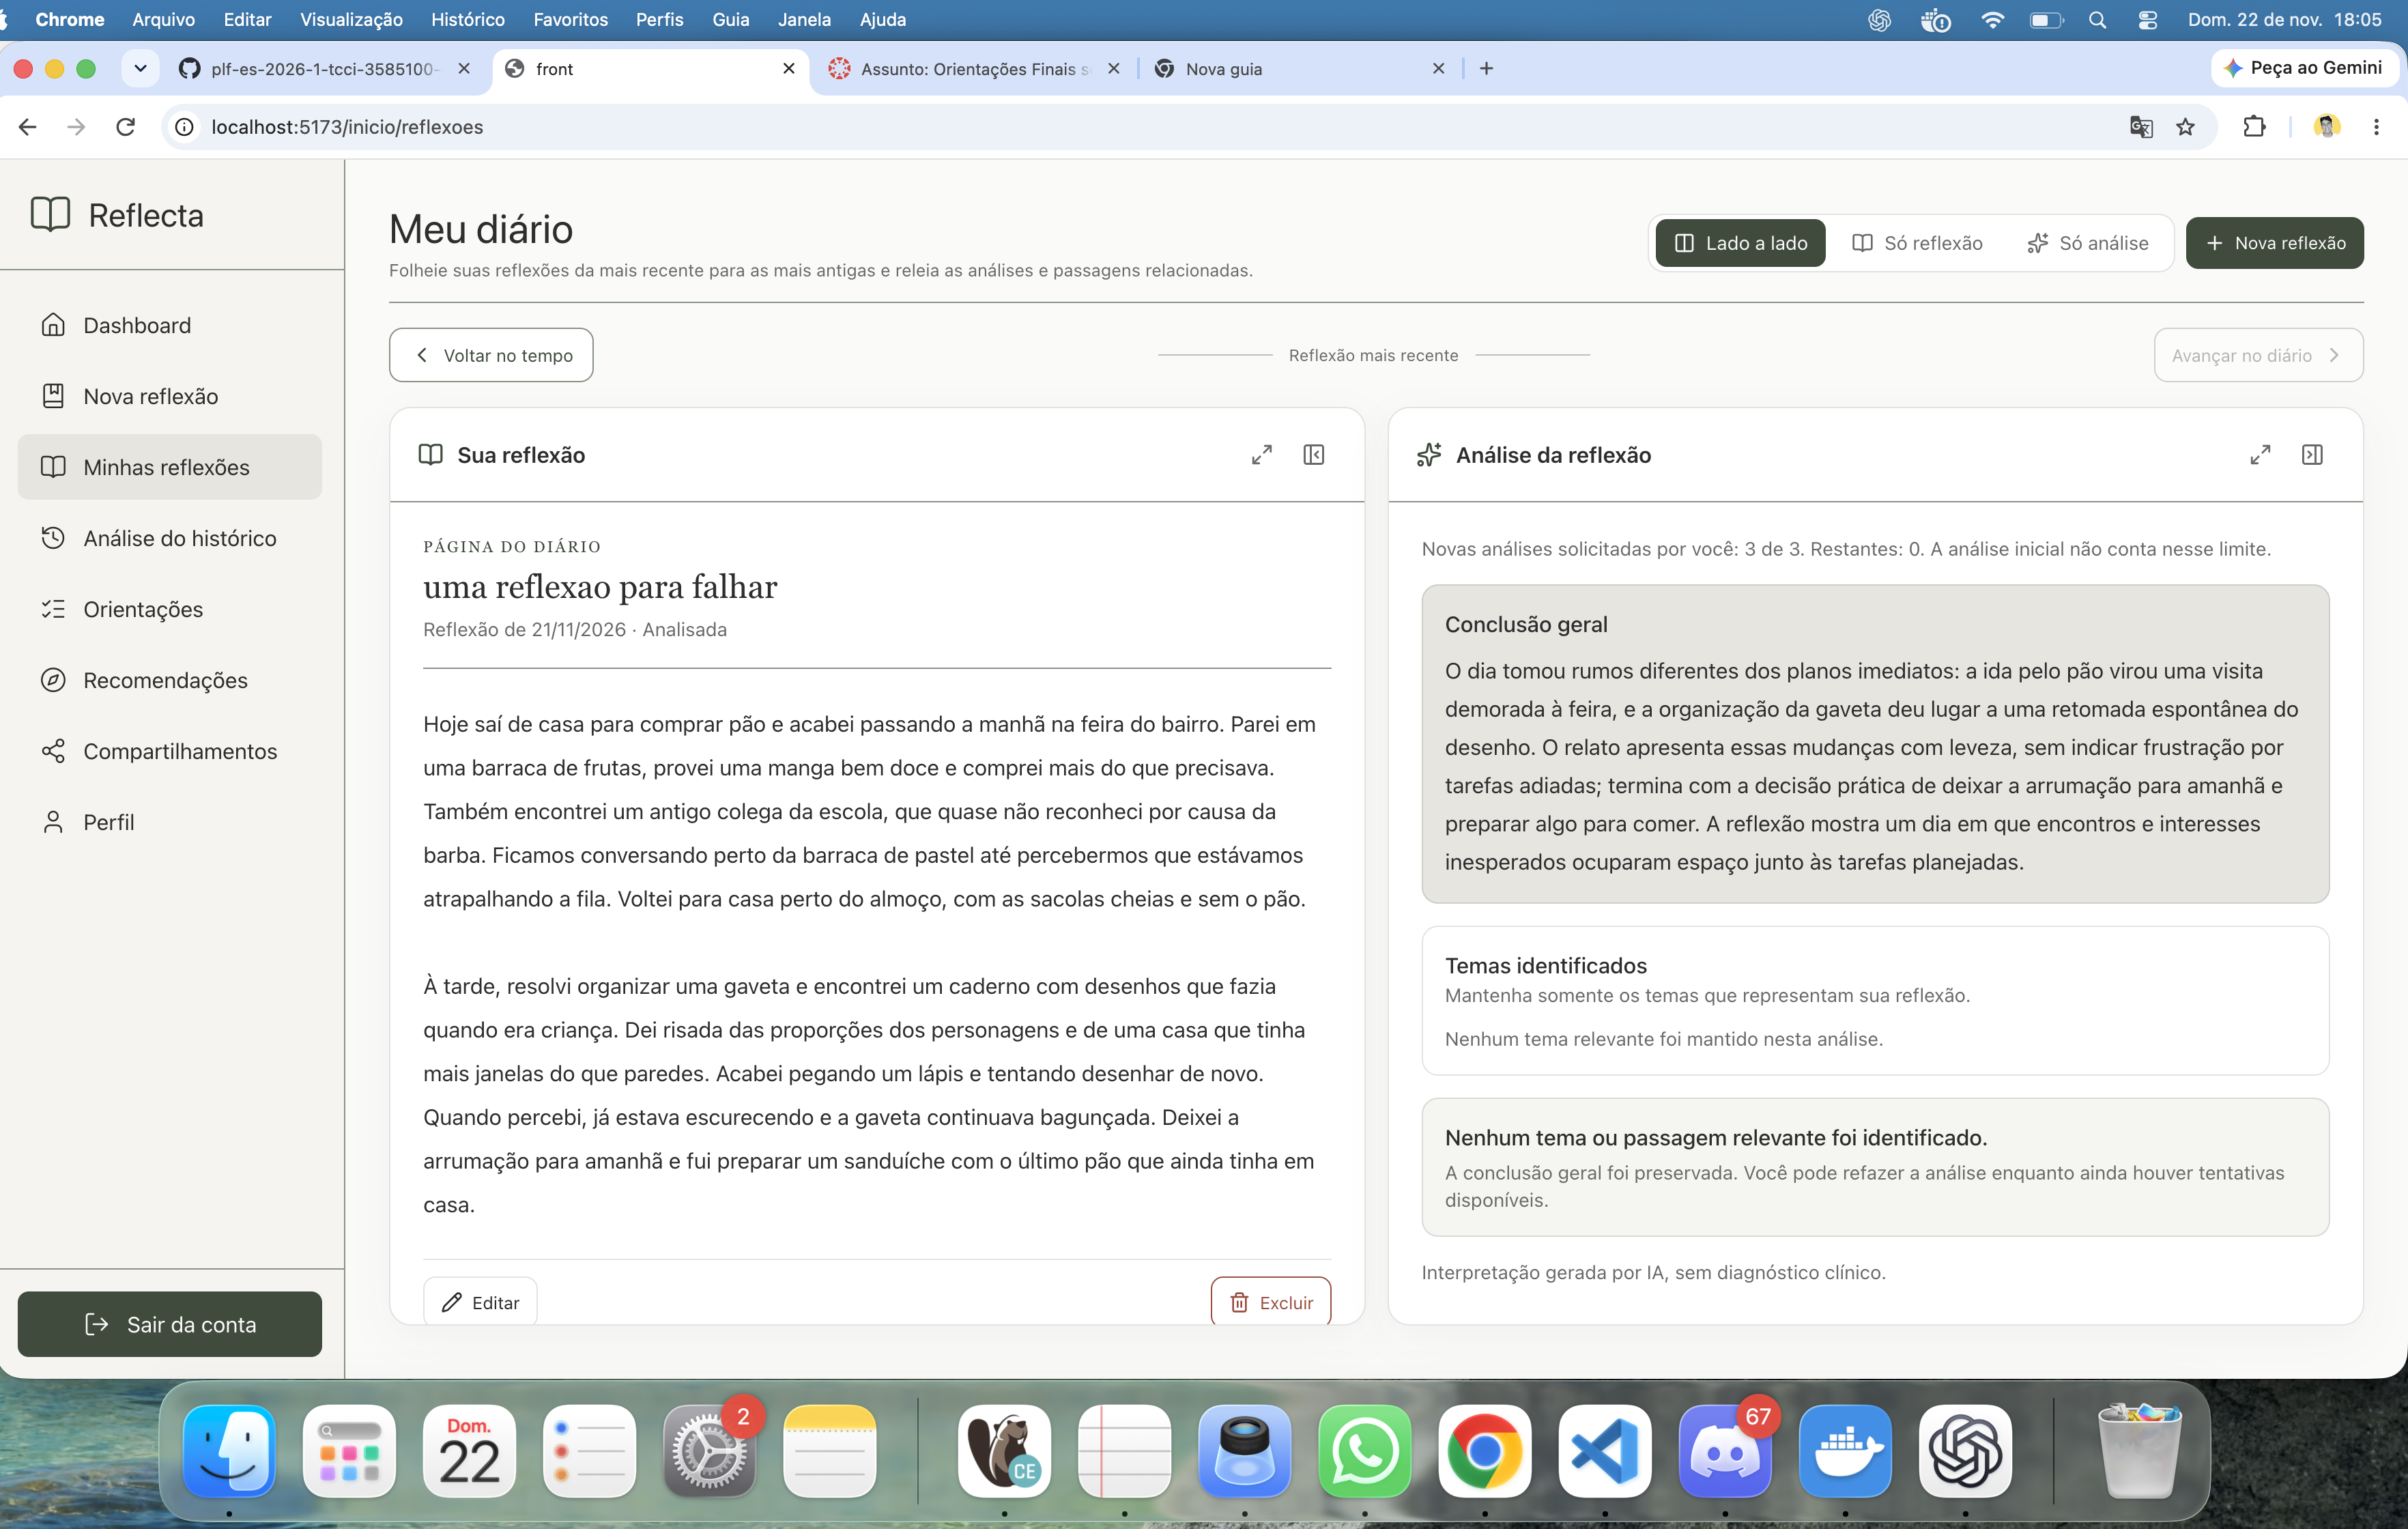 Chrome Arquivo Editar Visualização Histórico Favoritos Perfis Guia Janela Ajuda Dom. 22 de nov. 18:05
plf-es-2026-1-tcci-3585100- front Assunto: Orientações Finais s Nova guia Peça ao Gemini
localhost:5173/inicio/reflexoes
Reflecta
Dashboard
Nova reflexão
Minhas reflexões
Análise do histórico
Orientações
Recomendações
Compartilhamentos
Perfil
Sair da conta
Meu diário
Folheie suas reflexões da mais recente para as mais antigas e releia as análises e passagens relacionadas.
Lado a lado Só reflexão Só análise Nova reflexão
Voltar no tempo Reflexão mais recente Avançar no diário
Sua reflexão
PÁGINA DO DIÁRIO
uma reflexao para falhar
Reflexão de 21/11/2026 · Analisada
Hoje saí de casa para comprar pão e acabei passando a manhã na feira do bairro. Parei em
uma barraca de frutas, provei uma manga bem doce e comprei mais do que precisava.
Também encontrei um antigo colega da escola, que quase não reconheci por causa da
barba. Ficamos conversando perto da barraca de pastel até percebermos que estávamos
atrapalhando a fila. Voltei para casa perto do almoço, com as sacolas cheias e sem o pão.
À tarde, resolvi organizar uma gaveta e encontrei um caderno com desenhos que fazia
quando era criança. Dei risada das proporções dos personagens e de uma casa que tinha
mais janelas do que paredes. Acabei pegando um lápis e tentando desenhar de novo.
Quando percebi, já estava escurecendo e a gaveta continuava bagunçada. Deixei a
arrumação para amanhã e fui preparar um sanduíche com o último pão que ainda tinha em
casa.
Editar Excluir
Análise da reflexão
Novas análises solicitadas por você: 3 de 3. Restantes: 0. A análise inicial não conta nesse limite.
Conclusão geral
O dia tomou rumos diferentes dos planos imediatos: a ida pelo pão virou uma visita
demorada à feira, e a organização da gaveta deu lugar a uma retomada espontânea do
desenho. O relato apresenta essas mudanças com leveza, sem indicar frustração por
tarefas adiadas; termina com a decisão prática de deixar a arrumação para amanhã e
preparar algo para comer. A reflexão mostra um dia em que encontros e interesses
inesperados ocuparam espaço junto às tarefas planejadas.
Temas identificados
Mantenha somente os temas que representam sua reflexão.
Nenhum tema relevante foi mantido nesta análise.
Nenhum tema ou passagem relevante foi identificado.
A conclusão geral foi preservada. Você pode refazer a análise enquanto ainda houver tentativas
disponíveis.
Interpretação gerada por IA, sem diagnóstico clínico.
Dom.
22
2
CE
67